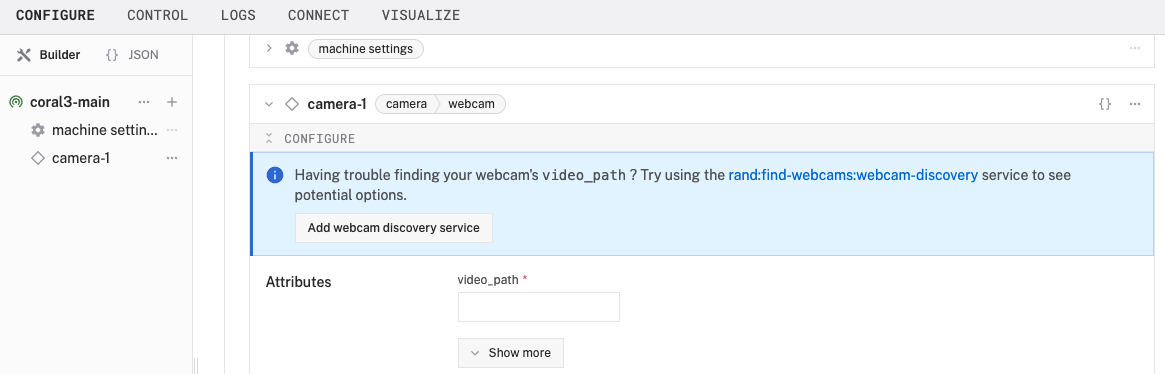 CONFIGURE CONTROL LOGS CONNECT VISUALIZE
Builder {} JSON
machine settings
coral3-main
machine settin...
camera-1
camera-1 camera webcam {}
CONFIGURE
Having trouble finding your webcam's video_path ? Try using the rand:find-webcams:webcam-discovery service to see
potential options.
Add webcam discovery service
Attributes
video_path *
Show more